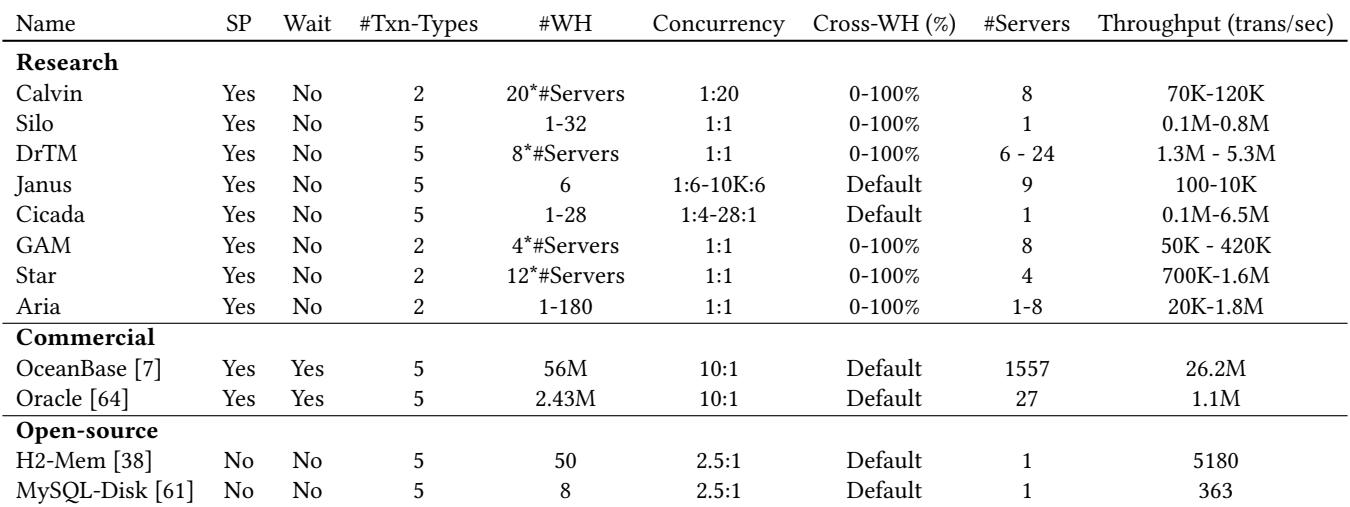 Name SP Wait #Txn-Types #WH Concurrency Cross-WH (%) #Servers Throughput (trans/sec)
Research
Calvin Yes No 2 20*#Servers 1:20 0-100% 8 70K-120K
Silo Yes No 5 1-32 1:1 0-100% 1 0.1M-0.8M
DrTM Yes No 5 8*#Servers 1:1 0-100% 6 - 24 1.3M - 5.3M
Janus Yes No 5 6 1:6-10K:6 Default 9 100-10K
Cicada Yes No 5 1-28 1:4-28:1 Default 1 0.1M-6.5M
GAM Yes No 2 4*#Servers 1:1 0-100% 8 50K - 420K
Star Yes No 2 12*#Servers 1:1 0-100% 4 700K-1.6M
Aria Yes No 2 1-180 1:1 0-100% 1-8 20K-1.8M
Commercial
OceanBase [7] Yes Yes 5 56M 10:1 Default 1557 26.2M
Oracle [64] Yes Yes 5 2.43M 10:1 Default 27 1.1M
Open-source
H2-Mem [38] No No 5 50 2.5:1 Default 1 5180
MySQL-Disk [61] No No 5 8 2.5:1 Default 1 363